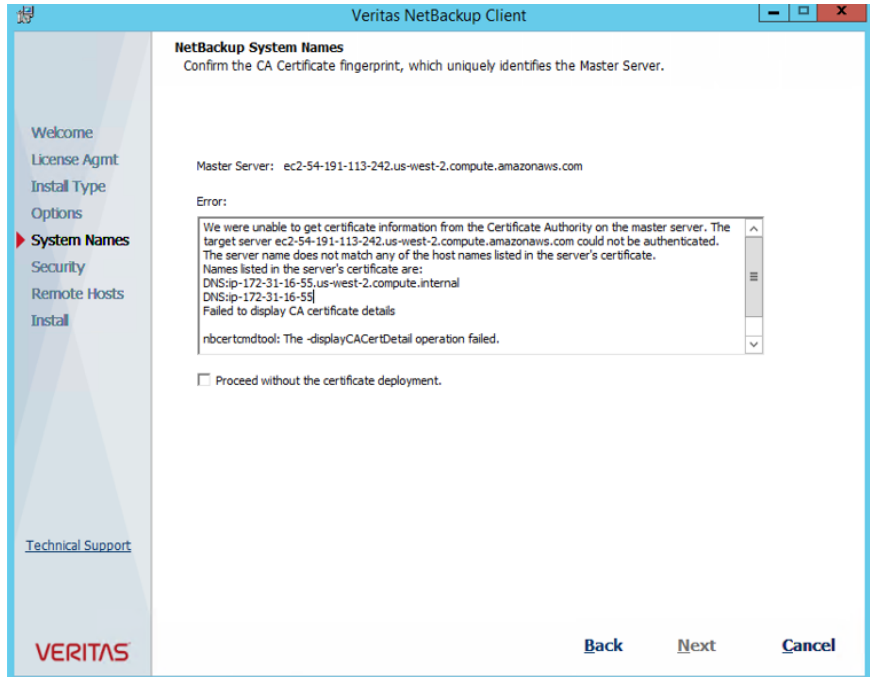 Veritas NetBackup Client
NetBackup System Names
Confirm the CA Certificate fingerprint, which uniquely identifies the Master Server.
Welcome
License Agmt
Install Type
Options
System Names
Security
Remote Hosts
Install
Master Server: ec2-54-191-113-242.us-west-2.compute.amazonaws.com
Error:
We were unable to get certificate information from the Certificate Authority on the master server. The
target server ec2-54-191-113-242.us-west-2.compute.amazonaws.com could not be authenticated.
The server name does not match any of the host names listed in the server's certificate.
Names listed in the server's certificate are:
DNS:ip-172-31-16-55.us-west-2.compute.internal
DNS:ip-172-31-16-55
Failed to display CA certificate details
nbcertcmdtool: The -displayCACertDetail operation failed.
Proceed without the certificate deployment.
Technical Support
VERITAS
Back Next Cancel